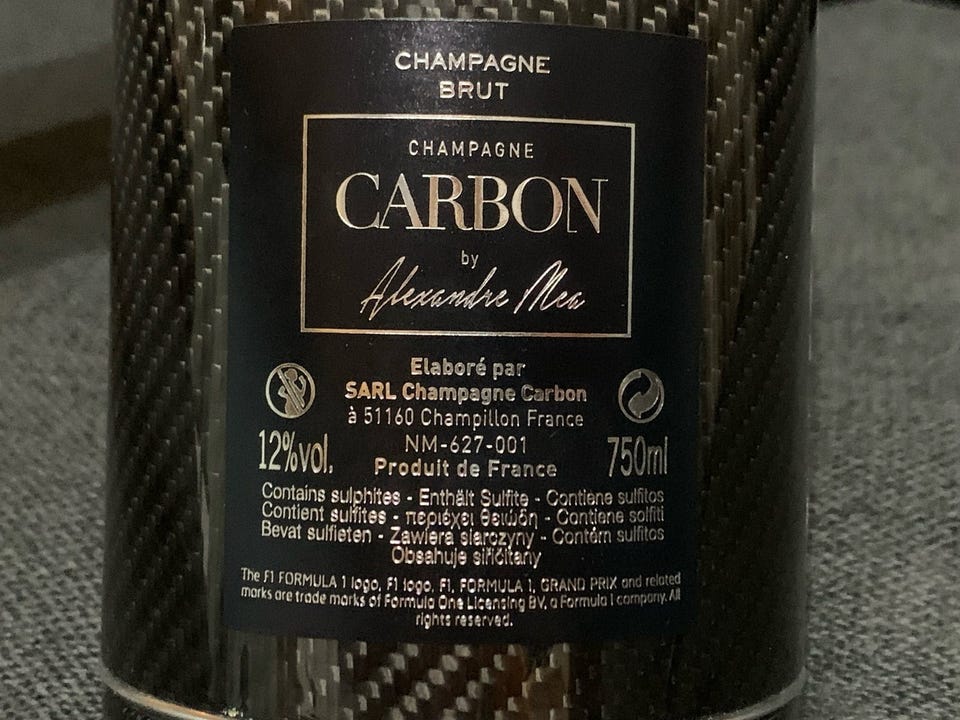 CHAMPAGNE
BRUT
CHAMPAGNE
CARBON
by
Alexandre Mea
Elaboré par
SARL Champagne Carbon
à 51160 Champillon France
NM-627-001
12%vol.
Produit de France
750ml
Contains sulphites - Enthält Sulfite - Contiene sulfitos
Contient sulfites - περιέχει θειώδη - Contiene solfiti
Bevat sulfieten - Zawiera siarczyny - Contém sulfitos
Obsahuje siřičitany
The F1 FORMULA 1 logo, F1 logo, F1, FORMULA 1, GRAND PRIX and related
marks are trade marks of Formula One Licensing BV, a Formula 1 company. All
rights reserved.